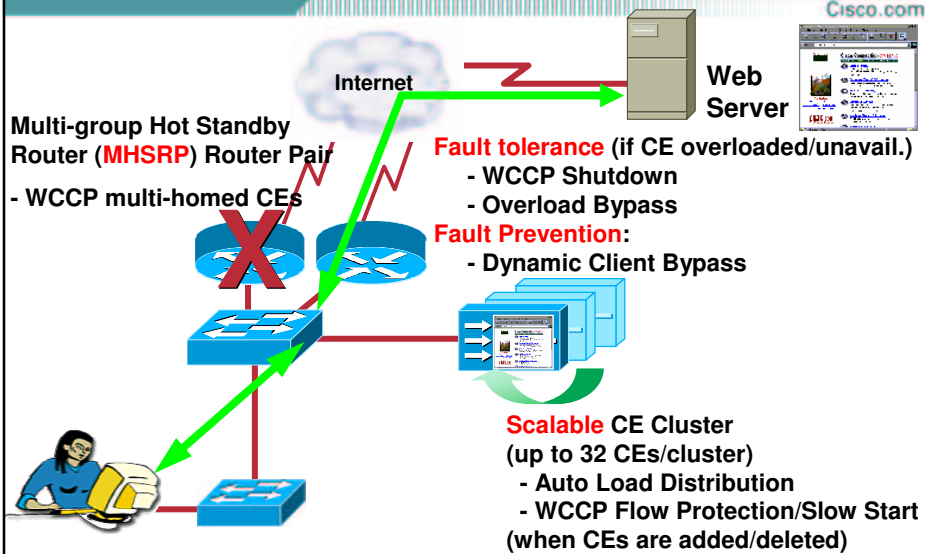 Cisco.com
Internet
Web
Server
Multi-group Hot Standby
Router (MHSRP) Router Pair
- WCCP multi-homed CEs
X
Fault tolerance (if CE overloaded/unavail.)
- WCCP Shutdown
- Overload Bypass
Fault Prevention:
- Dynamic Client Bypass
Scalable CE Cluster
(up to 32 CEs/cluster)
- Auto Load Distribution
- WCCP Flow Protection/Slow Start
(when CEs are added/deleted)